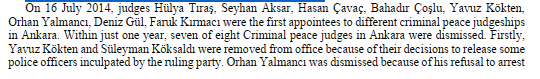 On 16 July 2014, judges Hülya Tıraş, Seyhan Aksar, Hasan Çavaç, Bahadır Çoşlu, Yavuz Kökten,
Orhan Yalmancı, Deniz Gül, Faruk Kırmacı were the first appointees to different criminal peace judgeships
in Ankara. Within just one year, seven of eight Criminal peace judges in Ankara were dismissed. Firstly,
Yavuz Kökten and Süleyman Köksaldı were removed from office because of their decisions to release some
police officers inculpated by the ruling party. Orhan Yalmancı was dismissed because of his refusal to arrest